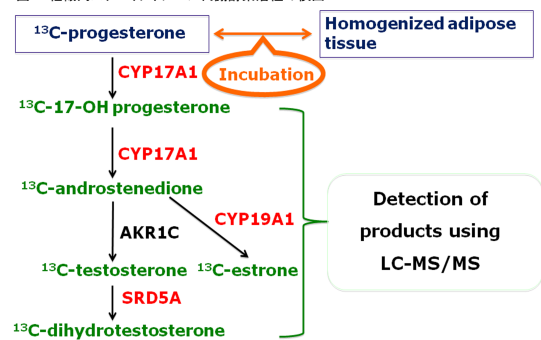 ¹³C-progesterone
Homogenized adipose
tissue
Incubation
CYP17A1
¹³C-17-OH progesterone
CYP17A1
¹³C-androstenedione
CYP19A1
AKR1C
¹³C-testosterone
¹³C-estrone
SRD5A
¹³C-dihydrotestosterone
Detection of
products using
LC-MS/MS